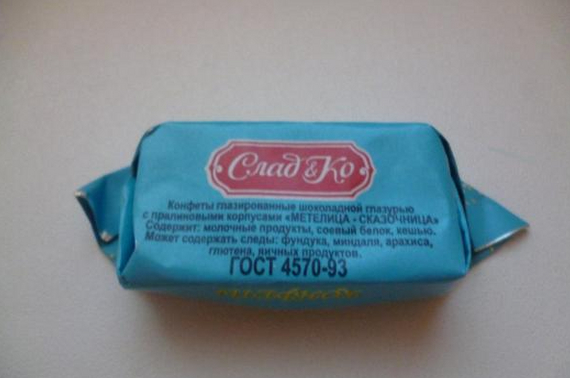 Слад&Ко
Конфеты глазированные шоколадной глазурью
с пралиновыми корпусами «МЕТЕЛИЦА - СКАЗОЧНИЦА»
Содержит: молочные продукты, соевый белок, кешью.
Может содержать следы: фундука, миндаля, арахиса,
глютена, яичных продуктов.
ГОСТ 4570-93